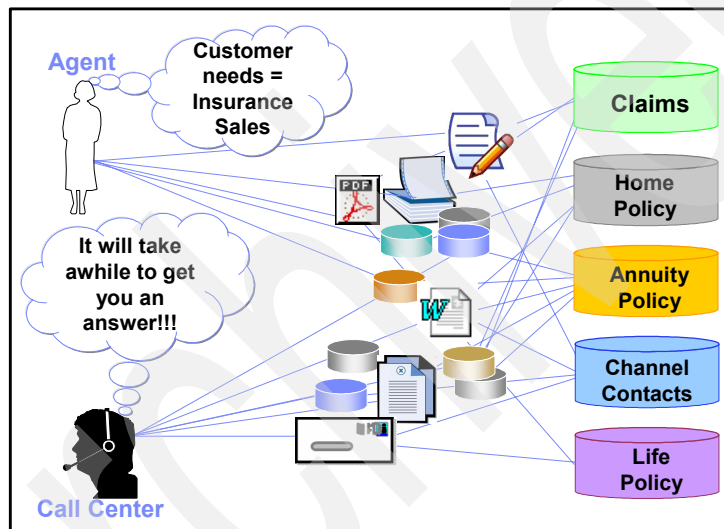 Agent
Customer
needs =
Insurance
Sales
Claims
PDF
Home
Policy
It will take
awhile to get
you an
answer!!!
Annuity
Policy
W
Channel
Contacts
Life
Policy
Call Center